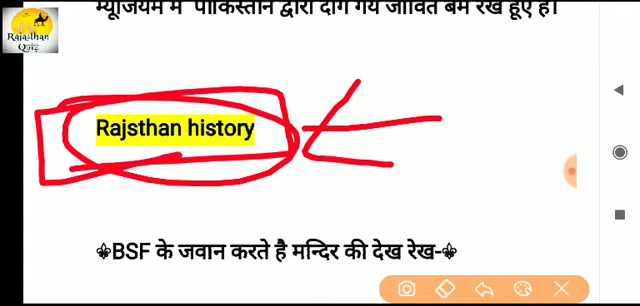 म्यूजियम में पाकिस्तान द्वारा दागे गये जीवित बम रखे हूए है।
Rajasthan
Quiz
Rajsthan history
⚜BSF के जवान करते है मन्दिर की देख रेख-⚜